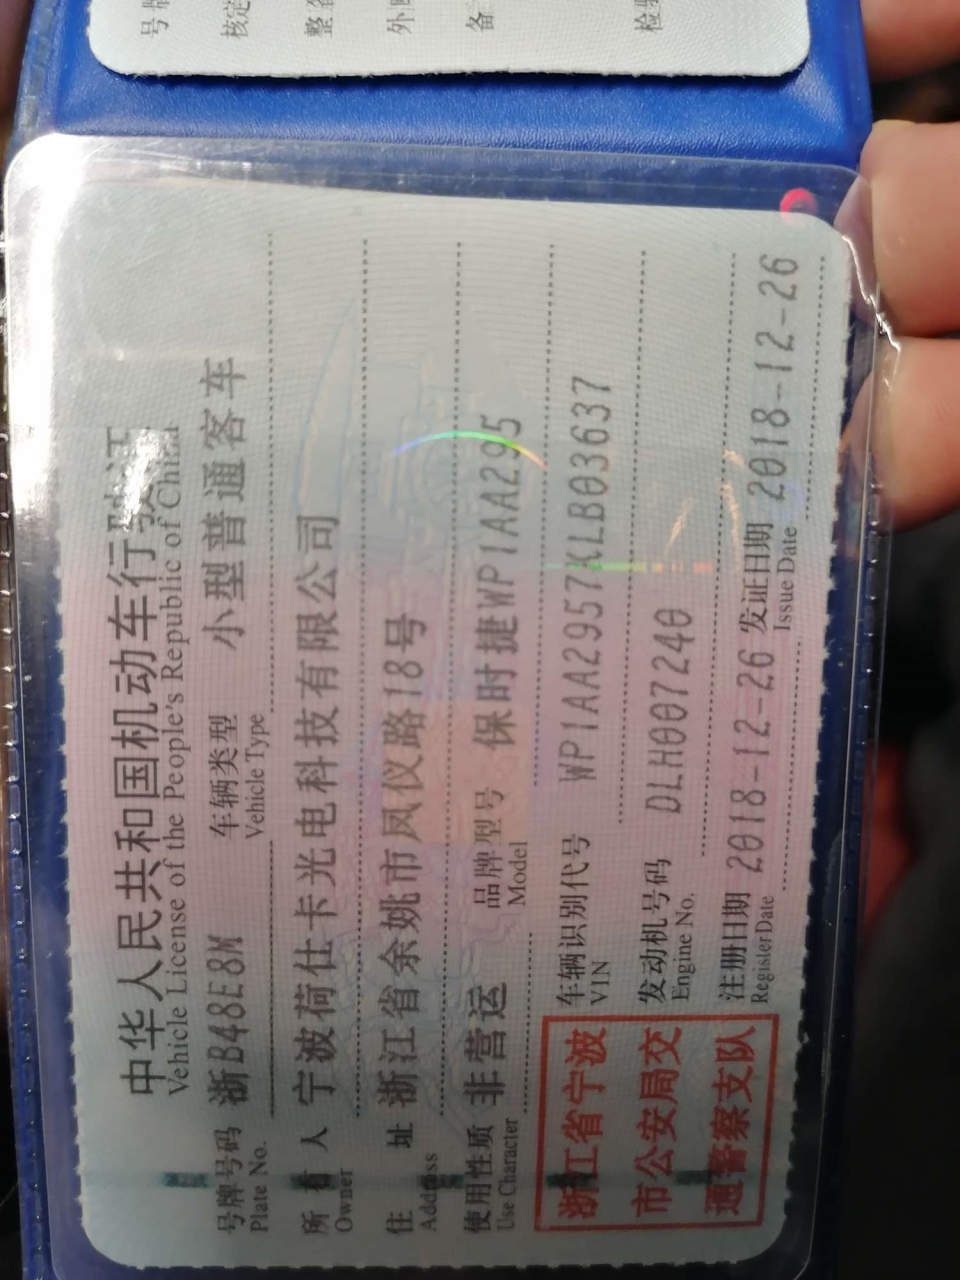 号牌
核定
外
备
检验
中华人民共和国机动车行驶证
Vehicle License of the People's Republic of China
号牌号码 浙B48E8M 车辆类型 小型普通客车
Plate No. Vehicle Type
所有人 宁波荷仕卡光电科技有限公司
Owner
住址 浙江省余姚市凤仪路18号
Address
使用性质 非营运 品牌型号 保时捷WP1AA295
Use Character Model
浙江省宁波
市公安局交
通警察支队
车辆识别代号 WP1AA2957KLB03637
VIN
发动机号码 DLH007240
Engine No.
注册日期 2018-12-26 发证日期 2018-12-26
Register Date Issue Date